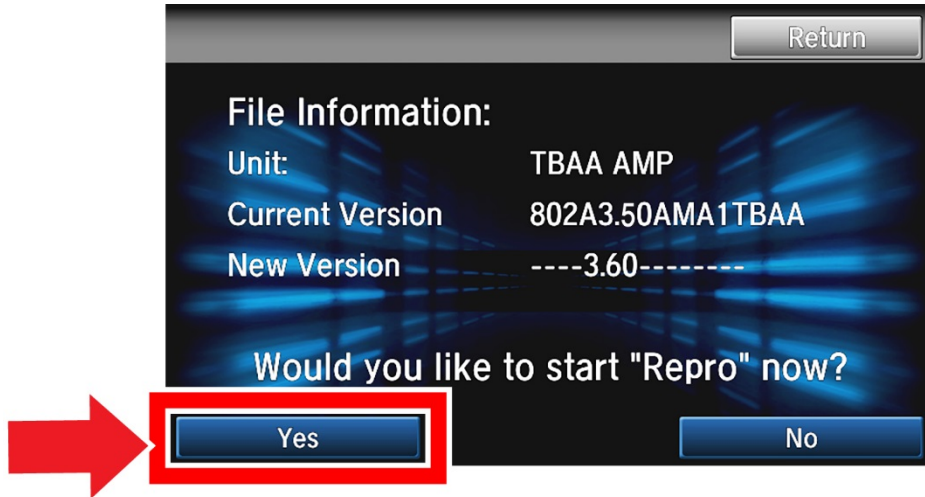 Return
File Information:
Unit: TBAA AMP
Current Version 802A3.50AMA1TBAA
New Version ----3.60--------
Would you like to start "Repro" now?
Yes No